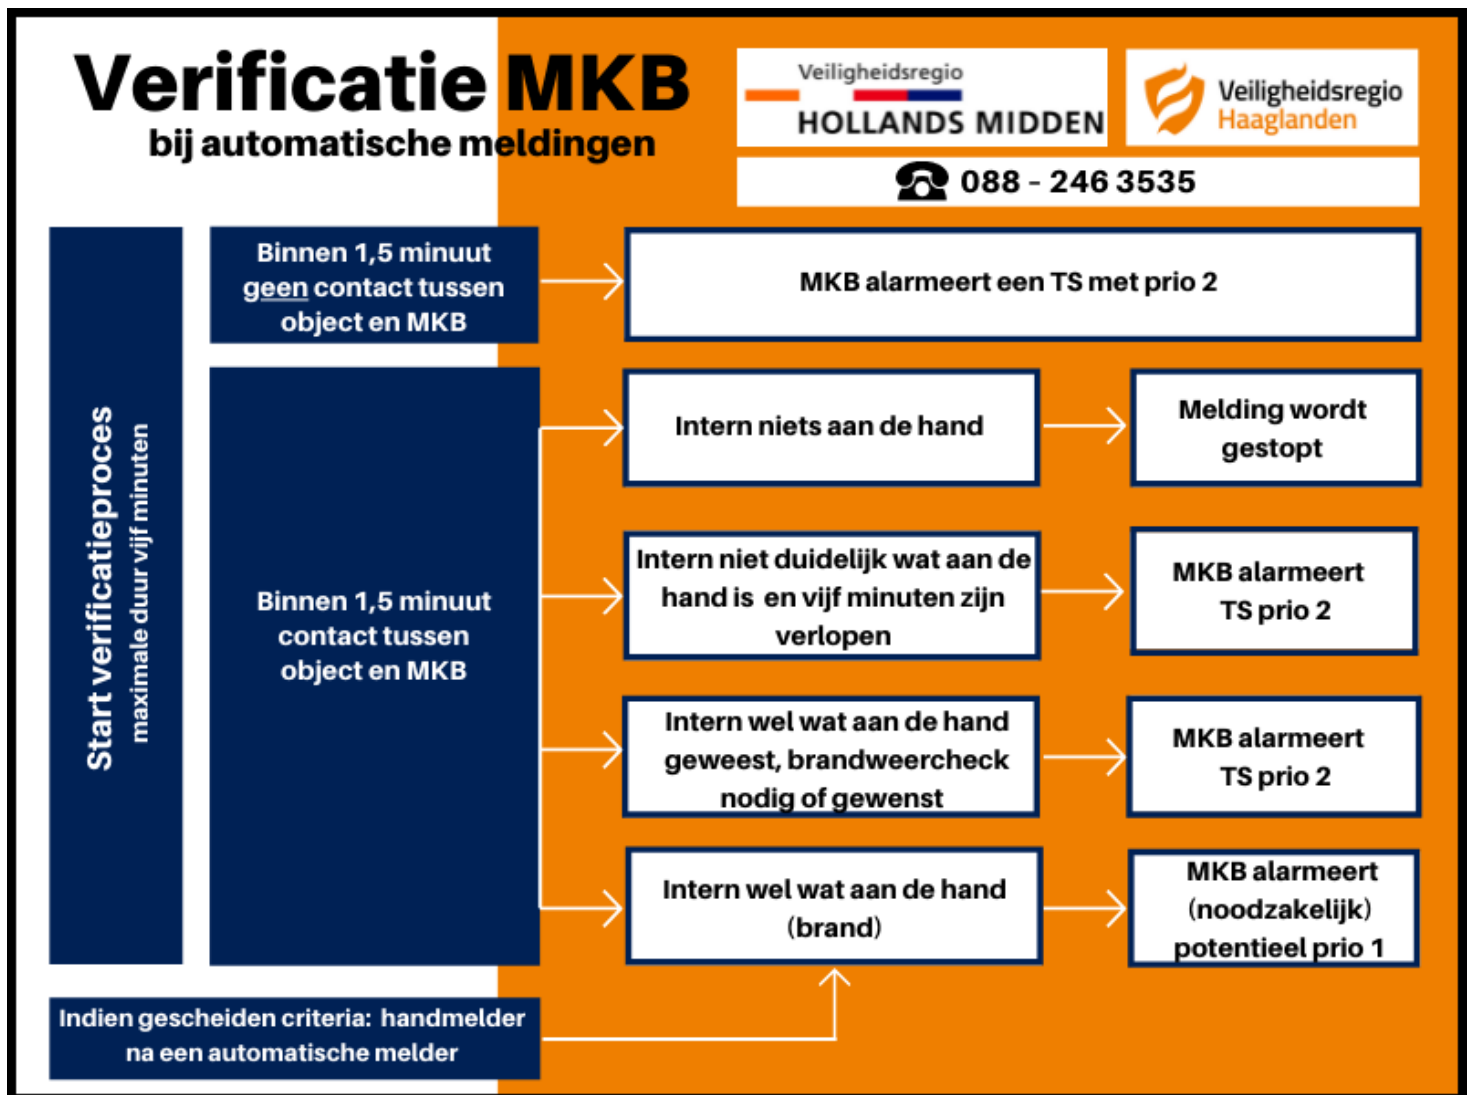 Verificatie MKB
bij automatische meldingen
Veiligheidsregio
HOLLANDS MIDDEN
Veiligheidsregio
Haaglanden
088 - 246 3535
Start verificatieproces
maximale duur vijf minuten
Binnen 1,5 minuut
geen contact tussen
object en MKB
MKB alarmeert een TS met prio 2
Binnen 1,5 minuut
contact tussen
object en MKB
Intern niets aan de hand
Melding wordt
gestopt
Intern niet duidelijk wat aan de
hand is en vijf minuten zijn
verlopen
MKB alarmeert
TS prio 2
Intern wel wat aan de hand
geweest, brandweercheck
nodig of gewenst
MKB alarmeert
TS prio 2
Intern wel wat aan de hand
(brand)
MKB alarmeert
(noodzakelijk)
potentieel prio 1
Indien gescheiden criteria: handmelder
na een automatische melder